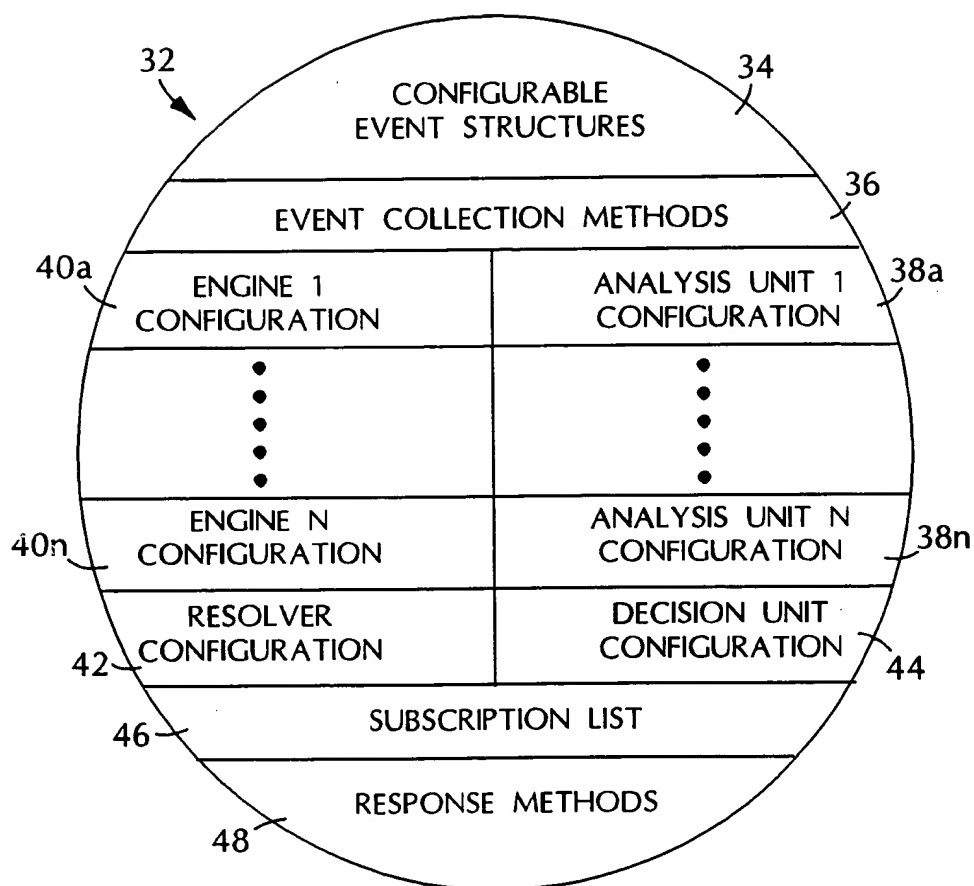 32
34
CONFIGURABLE
EVENT STRUCTURES
36
EVENT COLLECTION METHODS
40a
ENGINE 1
CONFIGURATION
ANALYSIS UNIT 1
CONFIGURATION
38a
40n
ENGINE N
CONFIGURATION
ANALYSIS UNIT N
CONFIGURATION
38n
42
RESOLVER
CONFIGURATION
DECISION UNIT
CONFIGURATION
44
46
SUBSCRIPTION LIST
RESPONSE METHODS
48